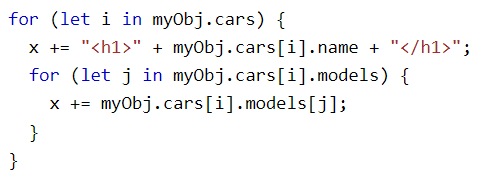 for (let i in myObj.cars) {
  x += "<h1>" + myObj.cars[i].name + "</h1>";
  for (let j in myObj.cars[i].models) {
    x += myObj.cars[i].models[j];
  }
}